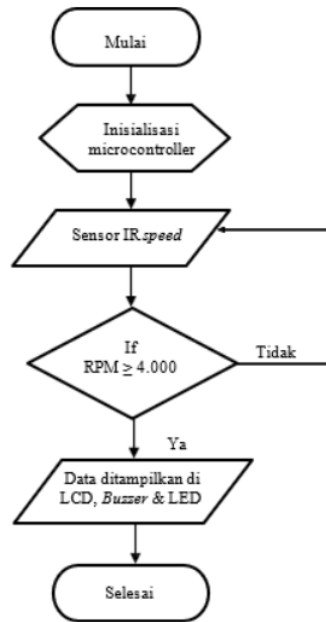 Mulai
Inisialisasi
microcontroller
Sensor IR speed
If
RPM ≥ 4.000
Tidak
Ya
Data ditampilkan di
LCD, Buzzer & LED
Selesai